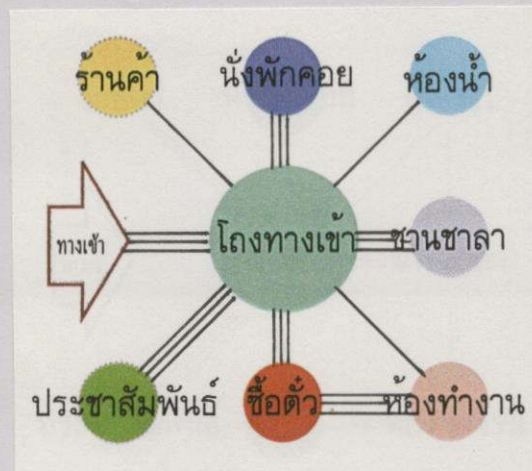 ร้านค้า นั่งพักคอย ห้องน้ำ
ทางเข้า โถงทางเข้า ชานชาลา
ประชาสัมพันธ์ ซื้อตั๋ว ห้องทำงาน